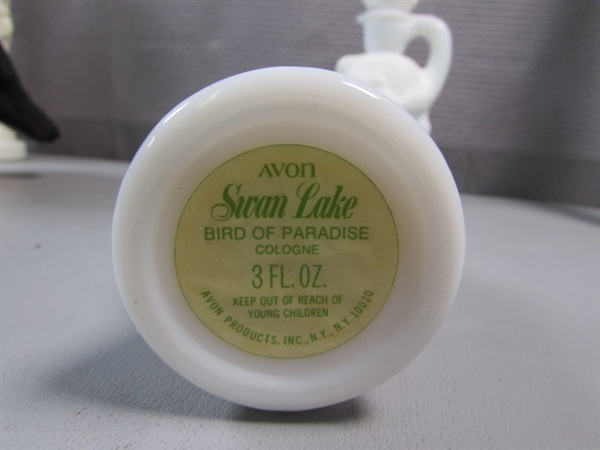 AVON
Swan Lake
BIRD OF PARADISE
COLOGNE
3 FL. OZ.
KEEP OUT OF REACH OF
YOUNG CHILDREN
AVON PRODUCTS, INC., N.Y., N.Y. 10020